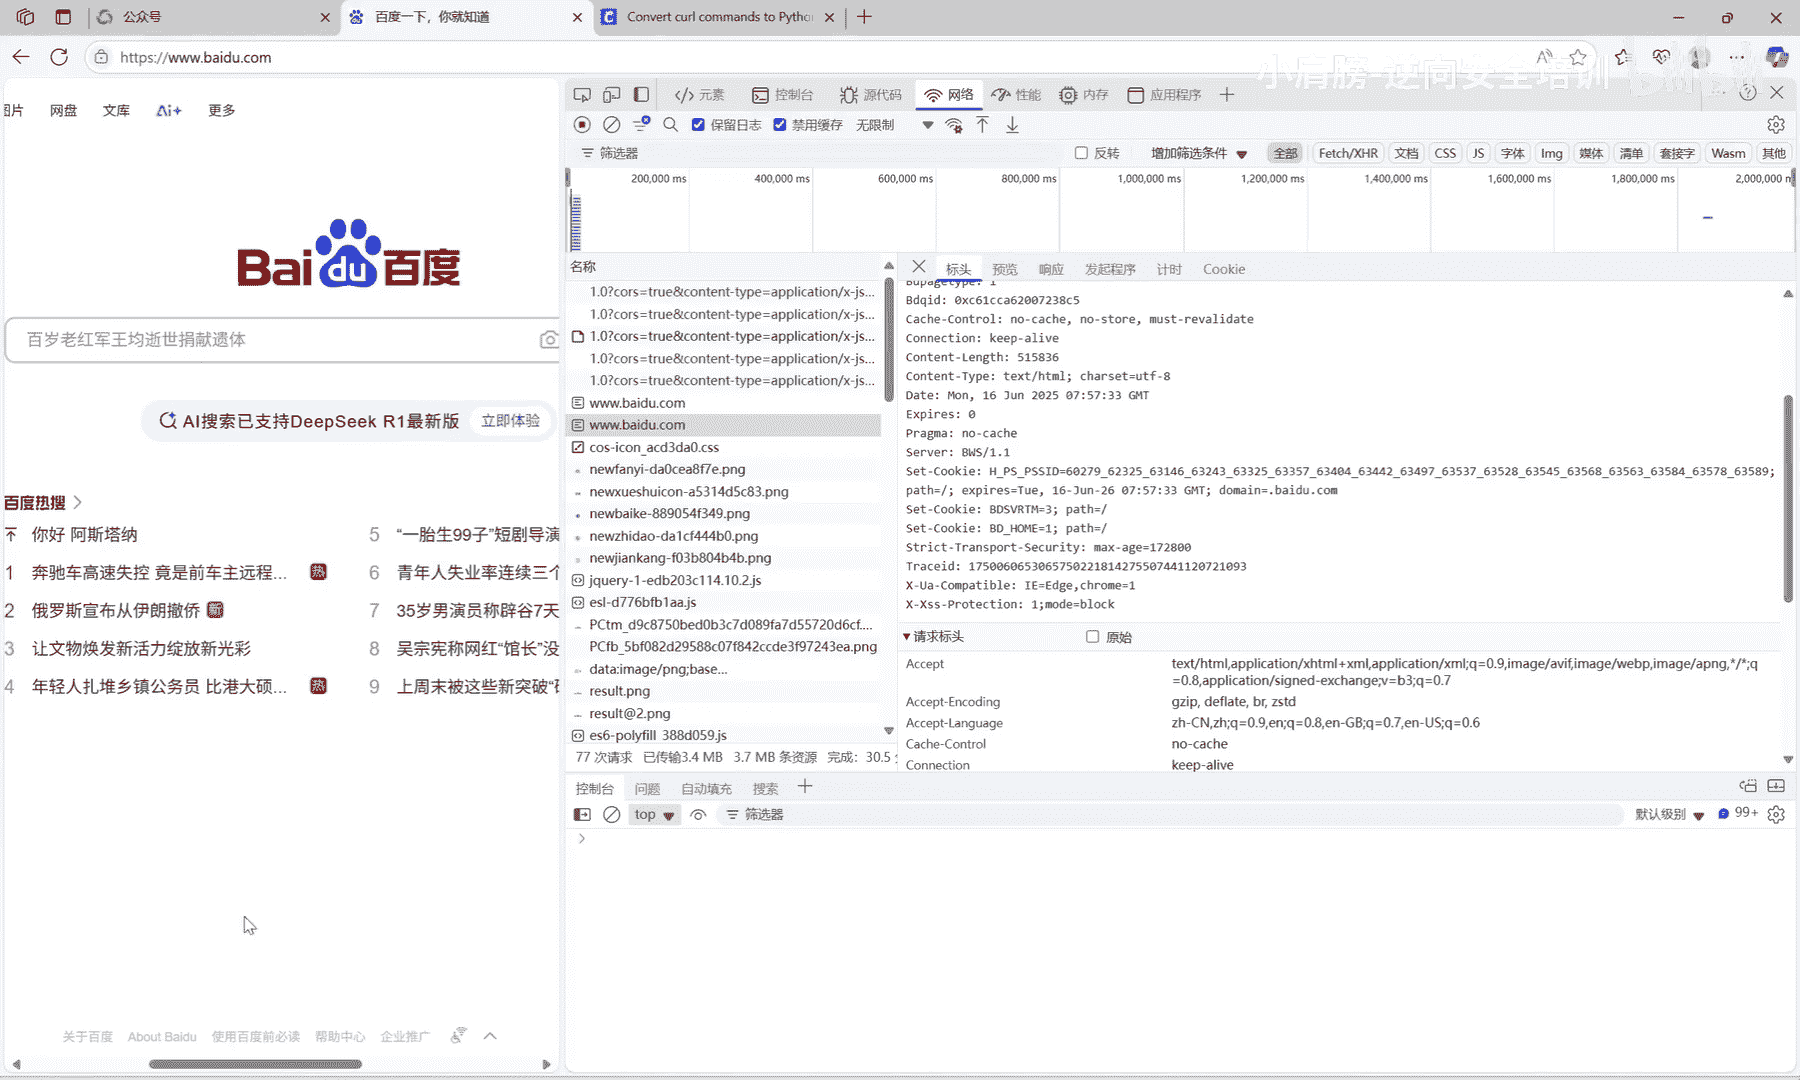 公众号
百度一下，你就知道
Convert curl commands to Pytho
https://www.baidu.com
小肩膀-逆向安全培训
图片 网盘 文库 Ai+ 更多
Bai du 百度
百岁老红军王均逝世捐献遗体
AI搜索已支持DeepSeek R1最新版 立即体验
百度热搜
你好 阿斯塔纳
1 奔驰车高速失控 竟是前车主远程... 热
2 俄罗斯宣布从伊朗撤侨 新
3 让文物焕发新活力绽放新光彩
4 年轻人扎堆乡镇公务员 比港大硕... 热
5 “一胎生99子”短剧导演
6 青年人失业率连续三个
7 35岁男演员称辟谷7天
8 吴宗宪称网红“馆长”没
9 上周末被这些新突破“
关于百度 About Baidu 使用百度前必读 帮助中心 企业推广
元素 控制台 源代码 网络 性能 内存 应用程序
保留日志 禁用缓存 无限制
筛选器 反转 增加筛选条件 全部 Fetch/XHR 文档 CSS JS 字体 Img 媒体 清单 套接字 Wasm 其他
200,000 ms 400,000 ms 600,000 ms 800,000 ms 1,000,000 ms 1,200,000 ms 1,400,000 ms 1,600,000 ms 1,800,000 ms 2,000,000 m
名称
1.0?cors=true&content-type=application/x-js...
1.0?cors=true&content-type=application/x-js...
1.0?cors=true&content-type=application/x-js...
1.0?cors=true&content-type=application/x-js...
1.0?cors=true&content-type=application/x-js...
www.baidu.com
www.baidu.com
cos-icon_acd3da0.css
newfanyi-da0cea8f7e.png
newxueshuicon-a5314d5c83.png
newbaike-889054f349.png
newzhidao-da1cf444b0.png
newjiankang-f03b804b4b.png
jquery-1-edb203c114.10.2.js
esl-d776bfb1aa.js
PCtm_d9c8750bed0b3c7d089fa7d55720d6cf....
PCfb_5bf082d29588c07f842ccde3f97243ea.png
data:image/png;base...
result.png
result@2.png
es6-polyfill_388d059.js
77 次请求 已传输3.4 MB 3.7 MB 条资源 完成：30.5
标头 预览 响应 发起程序 计时 Cookie
Bdpagetype: 1
Bdqid: 0xc61cca62007238c5
Cache-Control: no-cache, no-store, must-revalidate
Connection: keep-alive
Content-Length: 515836
Content-Type: text/html; charset=utf-8
Date: Mon, 16 Jun 2025 07:57:33 GMT
Expires: 0
Pragma: no-cache
Server: BWS/1.1
Set-Cookie: H_PS_PSSID=60279_62325_63146_63243_63325_63357_63404_63442_63497_63537_63528_63545_63568_63563_63584_63578_63589;
path=/; expires=Tue, 16-Jun-26 07:57:33 GMT; domain=.baidu.com
Set-Cookie: BDSVRTM=3; path=/
Set-Cookie: BD_HOME=1; path=/
Strict-Transport-Security: max-age=172800
Traceid: 1750060653065750221814275507441120721093
X-Ua-Compatible: IE=Edge,chrome=1
X-Xss-Protection: 1;mode=block
请求标头 原始
Accept text/html,application/xhtml+xml,application/xml;q=0.9,image/avif,image/webp,image/apng,*/*;q
=0.8,application/signed-exchange;v=b3;q=0.7
Accept-Encoding gzip, deflate, br, zstd
Accept-Language zh-CN,zh;q=0.9,en;q=0.8,en-GB;q=0.7,en-US;q=0.6
Cache-Control no-cache
Connection keep-alive
控制台 问题 自动填充 搜索
top 筛选器 默认级别 99+